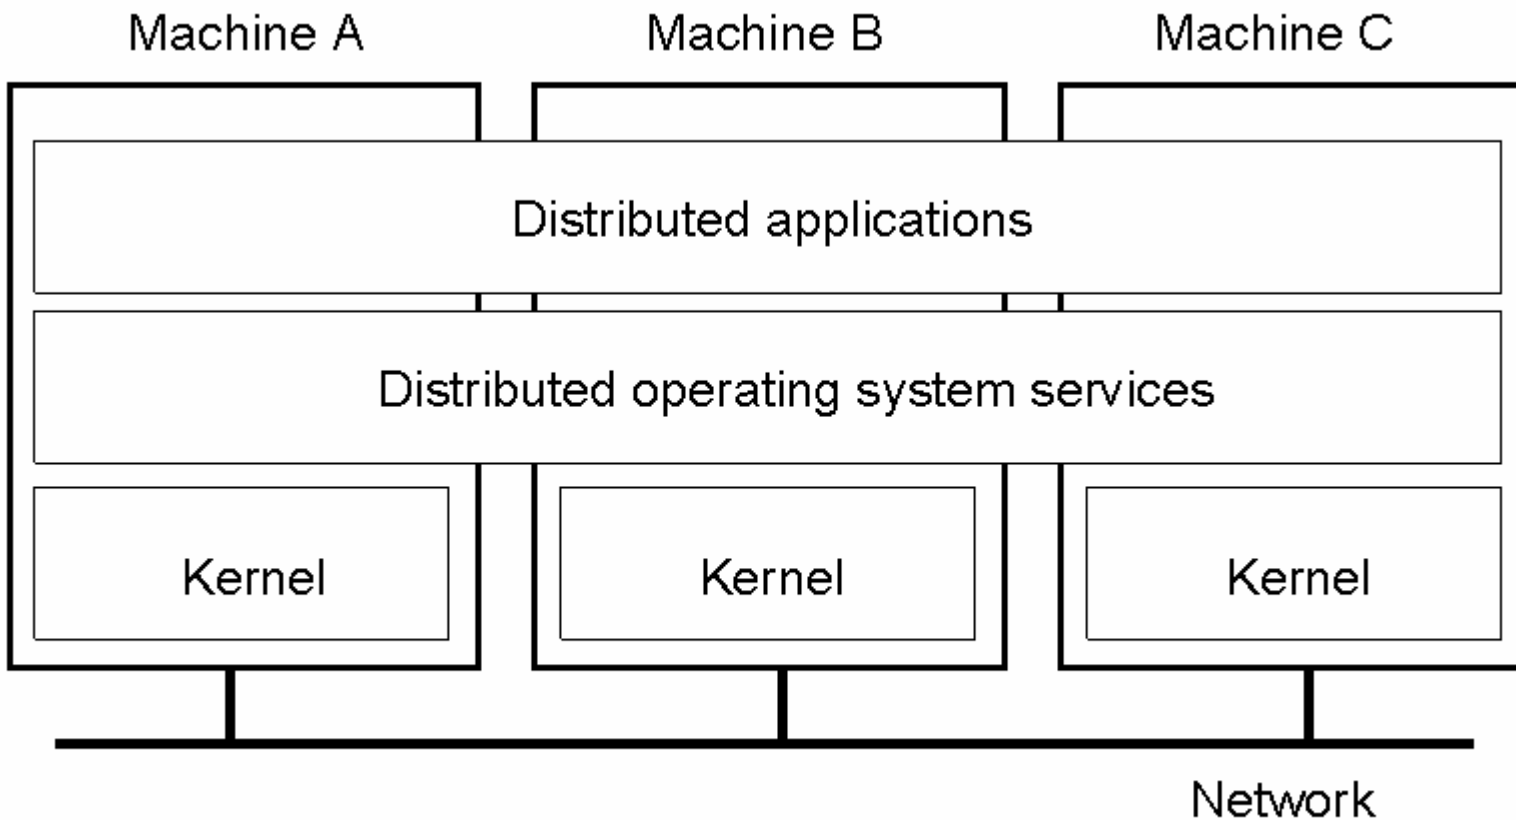 Machine A
Machine B
Machine C
Distributed applications
Distributed operating system services
Kernel
Kernel
Kernel
Network